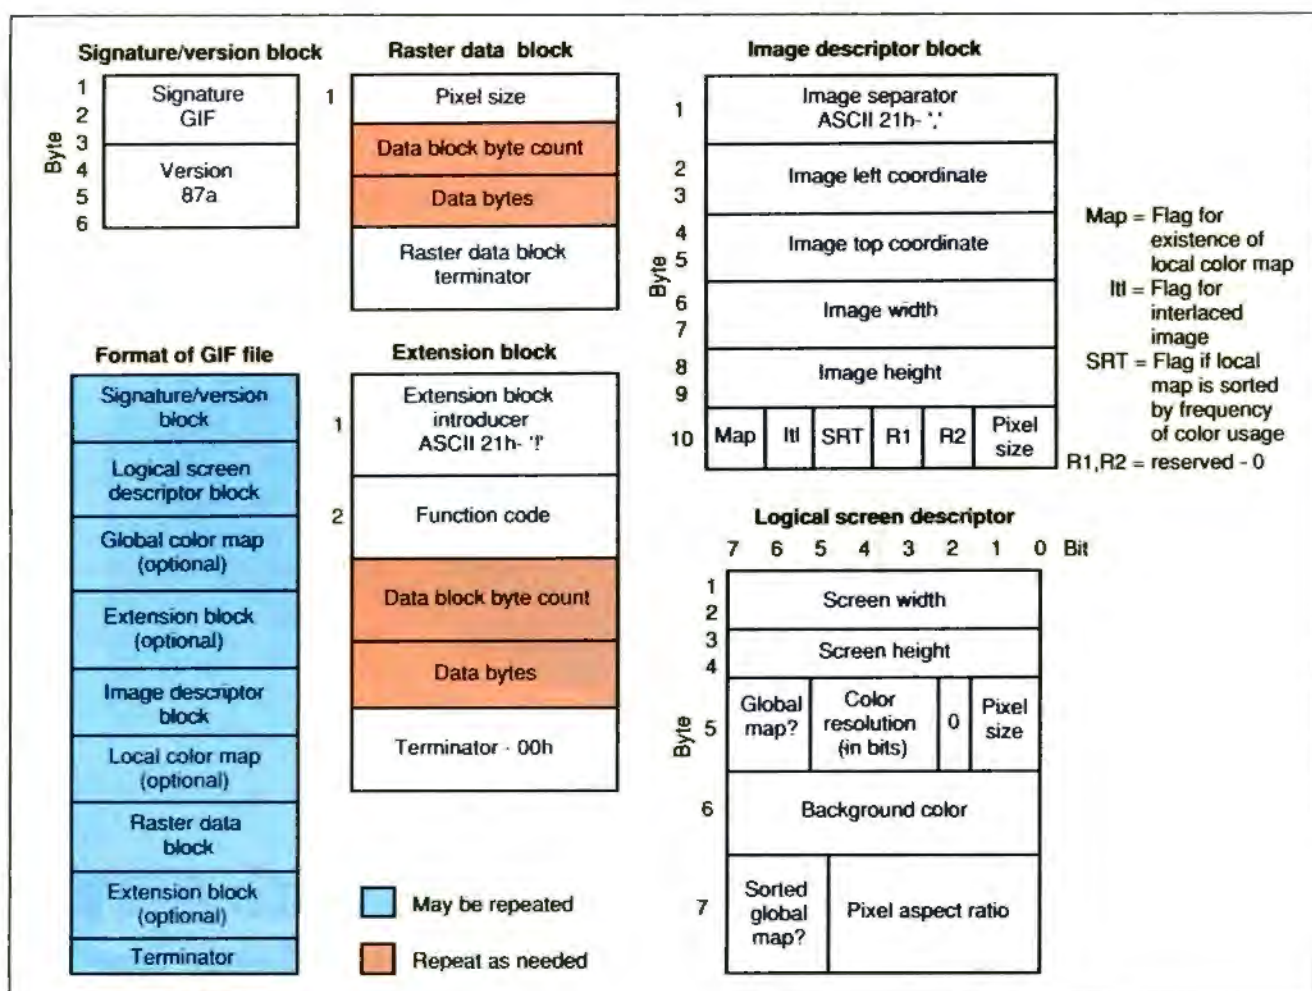 Signature/version block
1
2
3
4
5
6
Byte
Signature
GIF
Version
87a
Raster data block
1
Pixel size
Data block byte count
Data bytes
Raster data block
terminator
Image descriptor block
Byte
1
Image separator
ASCII 21h- ','
2
3
Image left coordinate
4
5
Image top coordinate
6
7
Image width
8
9
Image height
10
Map
Itl
SRT
R1
R2
Pixel
size
Map = Flag for
existence of
local color map
Itl = Flag for
interlaced
image
SRT = Flag if local
map is sorted
by frequency
of color usage
R1,R2 = reserved - 0
Format of GIF file
Signature/version
block
Logical screen
descriptor block
Global color map
(optional)
Extension block
(optional)
Image descriptor
block
Local color map
(optional)
Raster data
block
Extension block
(optional)
Terminator
Extension block
1
Extension block
introducer
ASCII 21h- '!'
2
Function code
Data block byte count
Data bytes
Terminator - 00h
May be repeated
Repeat as needed
Logical screen descriptor
7 6 5 4 3 2 1 0 Bit
Byte
1
2
Screen width
3
4
Screen height
5
Global
map?
Color
resolution
(in bits)
0
Pixel
size
6
Background color
7
Sorted
global
map?
Pixel aspect ratio